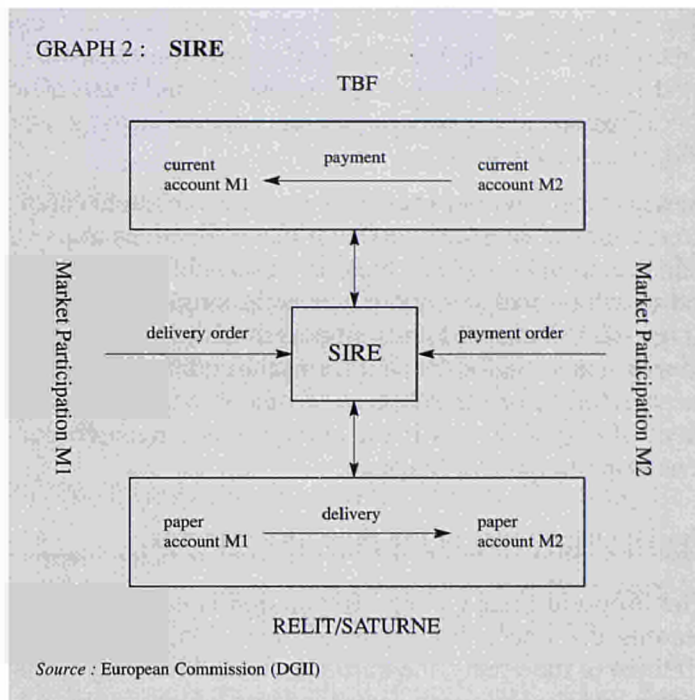 GRAPH 2 : SIRE
TBF
current account M1
payment
current account M2
Market Participation M1
delivery order
SIRE
payment order
Market Participation M2
paper account M1
delivery
paper account M2
RELIT/SATURNE
Source : European Commission (DGII)